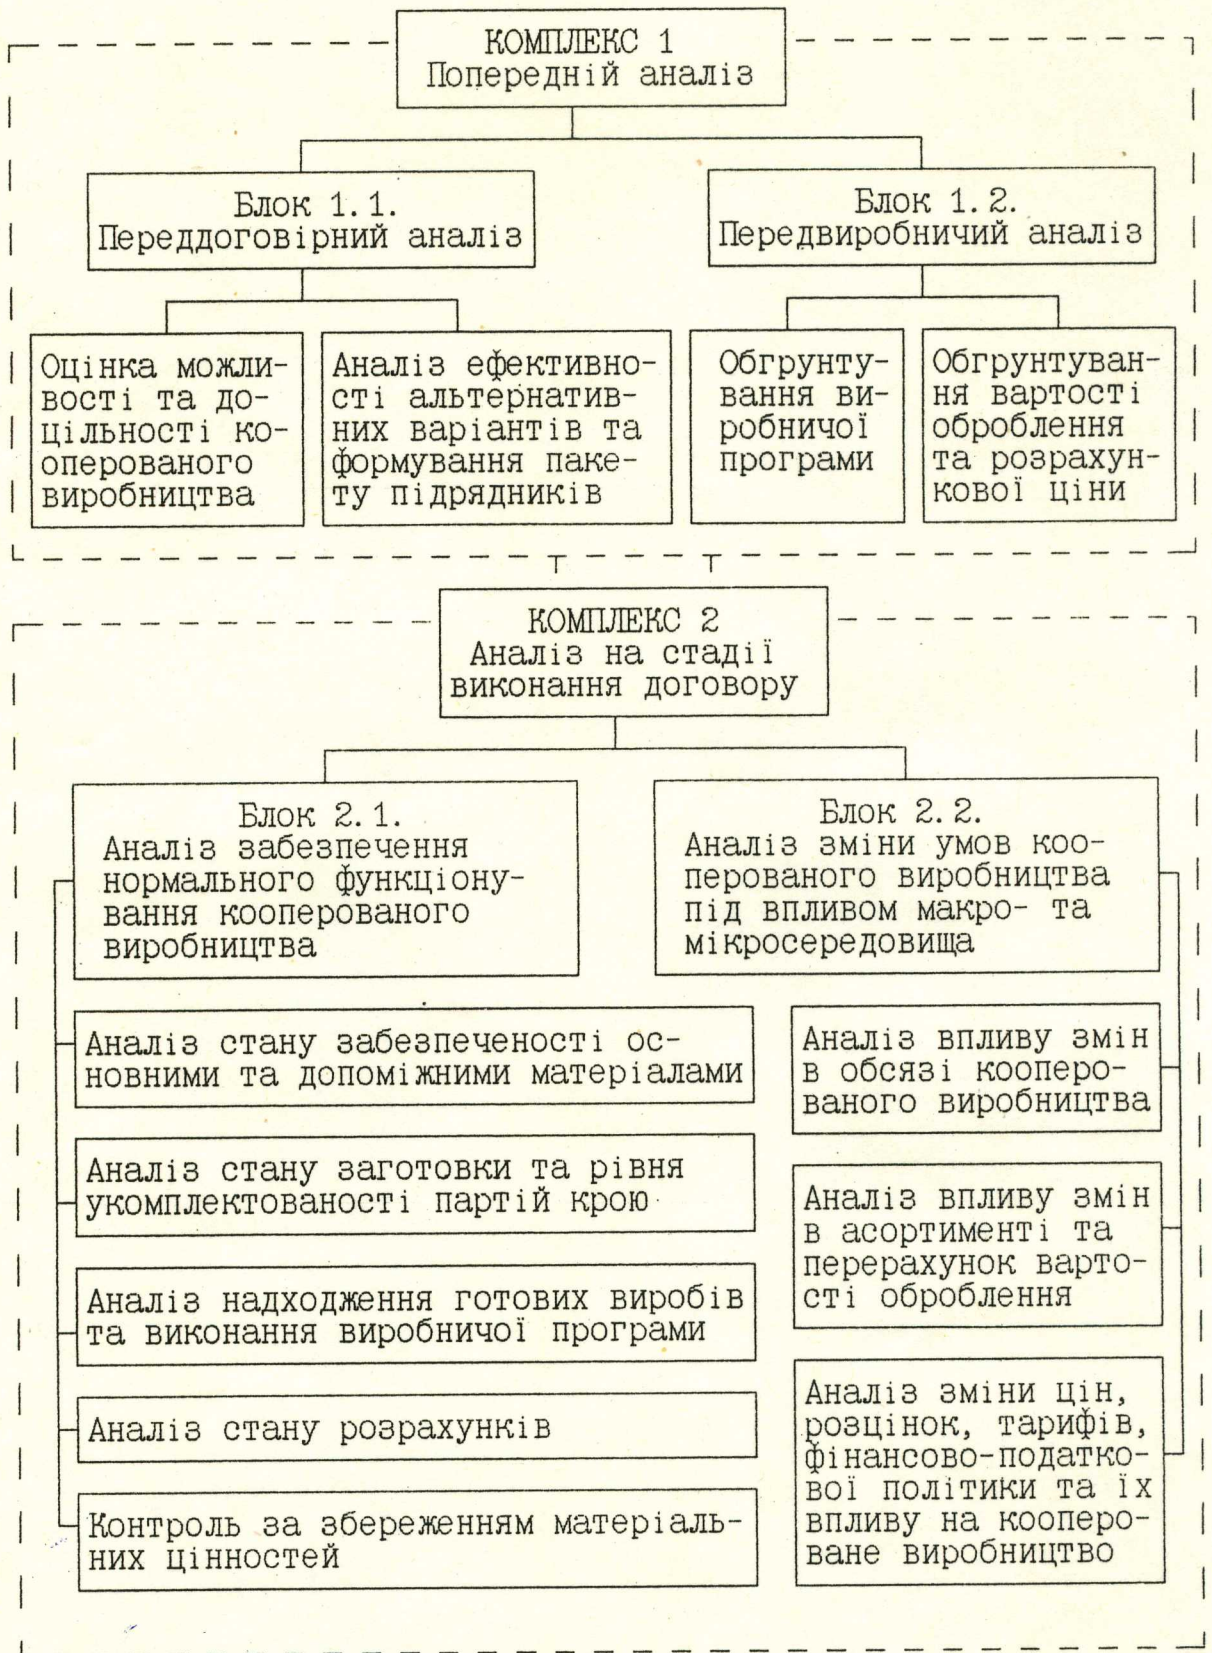 КОМПЛЕКС 1
Попередній аналіз
Блок 1.1.
Переддоговірний аналіз
Блок 1.2.
Передвиробничий аналіз
Оцінка можли-
вості та до-
цільності ко-
оперованого
виробництва
Аналіз ефективно-
сті альтернатив-
них варіантів та
формування паке-
ту підрядників
Обгрунту-
вання ви-
робничої
програми
Обгрунтуван-
ня вартості
оброблення
та розрахун-
кової ціни
КОМПЛЕКС 2
Аналіз на стадії
виконання договору
Блок 2.1.
Аналіз забезпечення
нормального функціону-
вання кооперованого
виробництва
Блок 2.2.
Аналіз зміни умов коо-
перованого виробництва
під впливом макро- та
мікросередовища
Аналіз стану забезпеченості ос-
новними та допоміжними матеріалами
Аналіз стану заготовки та рівня
укомплектованості партій крою
Аналіз надходження готових виробів
та виконання виробничої програми
Аналіз стану розрахунків
Контроль за збереженням матеріаль-
них цінностей
Аналіз впливу змін
в обсязі кооперо-
ваного виробництва
Аналіз впливу змін
в асортименті та
перерахунок варто-
сті оброблення
Аналіз зміни цін,
розцінок, тарифів,
фінансово-податко-
вої політики та їх
впливу на кооперо-
ване виробництво